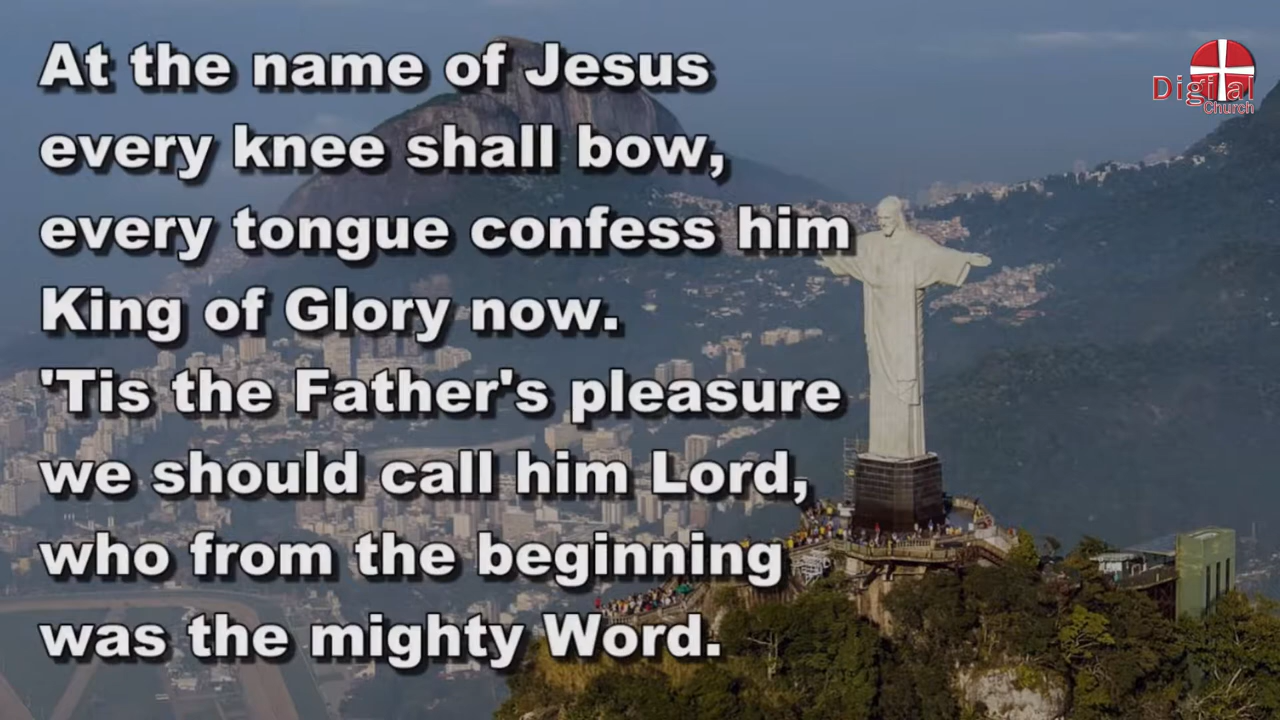 At the name of Jesus
every knee shall bow,
every tongue confess him
King of Glory now.
'Tis the Father's pleasure
we should call him Lord,
who from the beginning
was the mighty Word.
Digital
Church